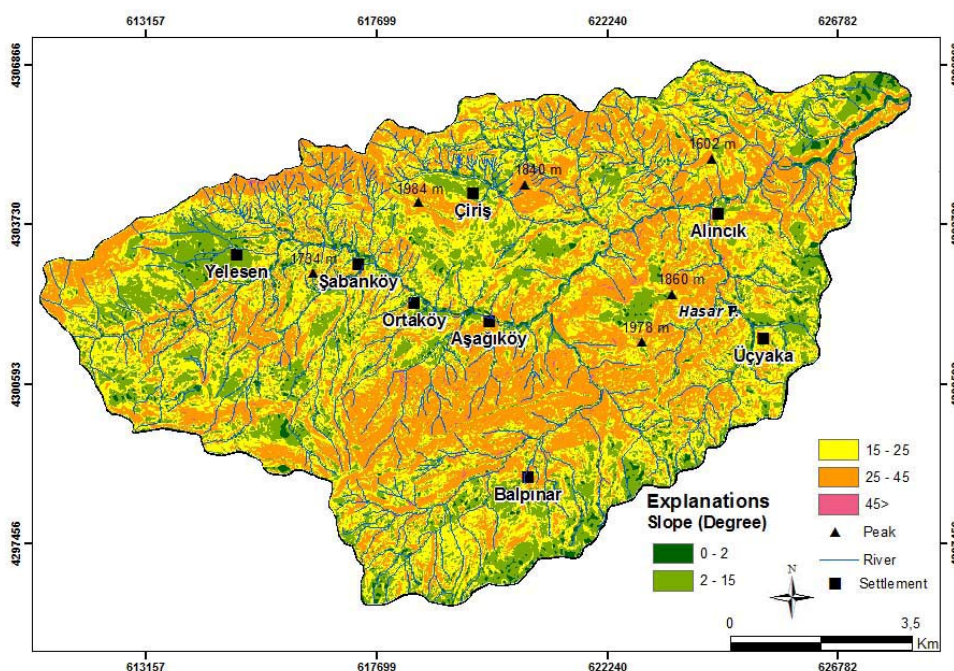 613157 617699 622240 626782
4306866
1602 m
1810 m
1984 m
Çiriş
4303730
Alıncık
Yelesen
1734 m
Şabanköy
1860 m
Hasar T.
Ortaköy
Aşağıköy
1978 m
Üçyaka
4300593
15 - 25
25 - 45
45>
Balpınar
Explanations
Slope (Degree)
Peak
4297456
0 - 2
River
2 - 15
Settlement
N
0 3,5
Km
613157 617699 622240 626782